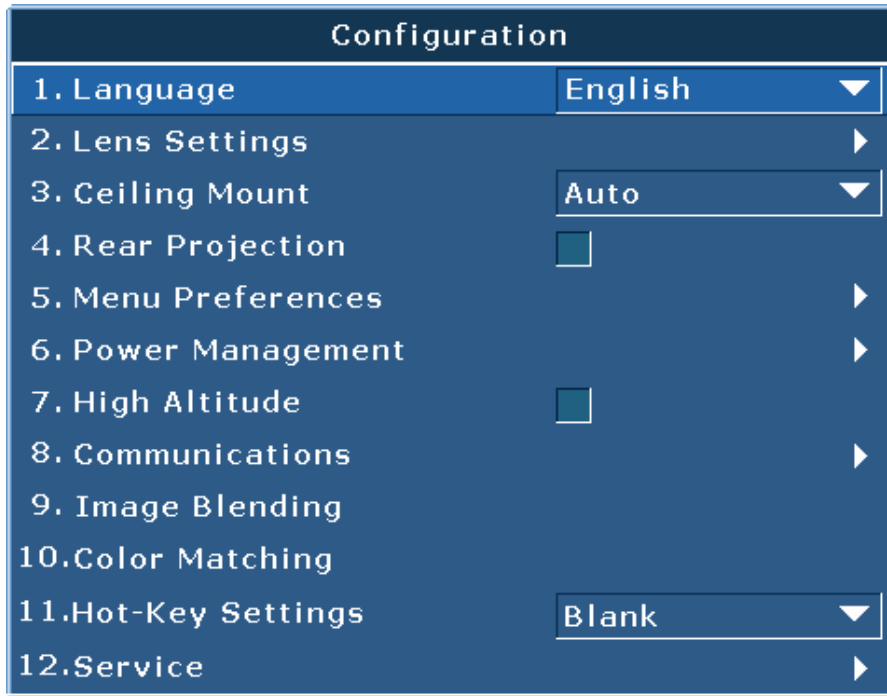 Configuration
1. Language English
2. Lens Settings
3. Ceiling Mount Auto
4. Rear Projection
5. Menu Preferences
6. Power Management
7. High Altitude
8. Communications
9. Image Blending
10.Color Matching
11.Hot-Key Settings Blank
12.Service